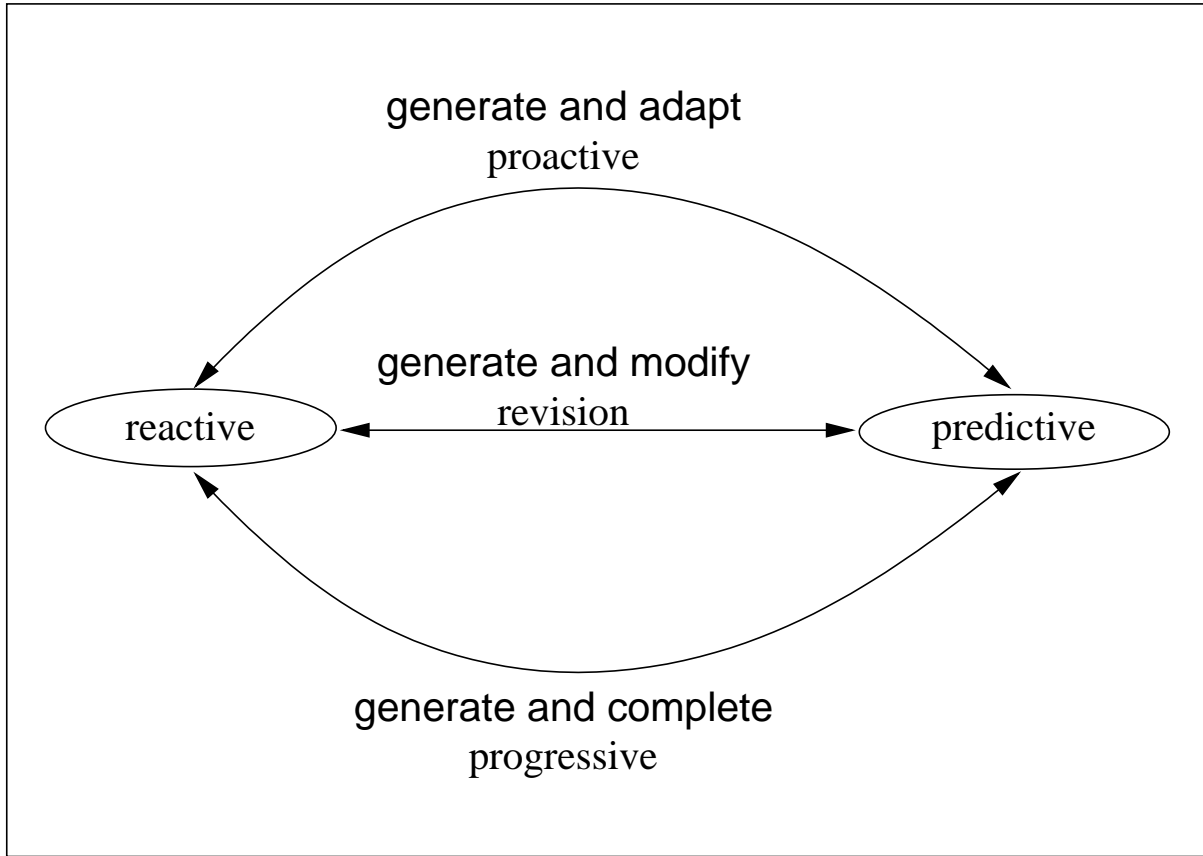 generate and adapt
proactive
generate and modify
revision
reactive
predictive
generate and complete
progressive